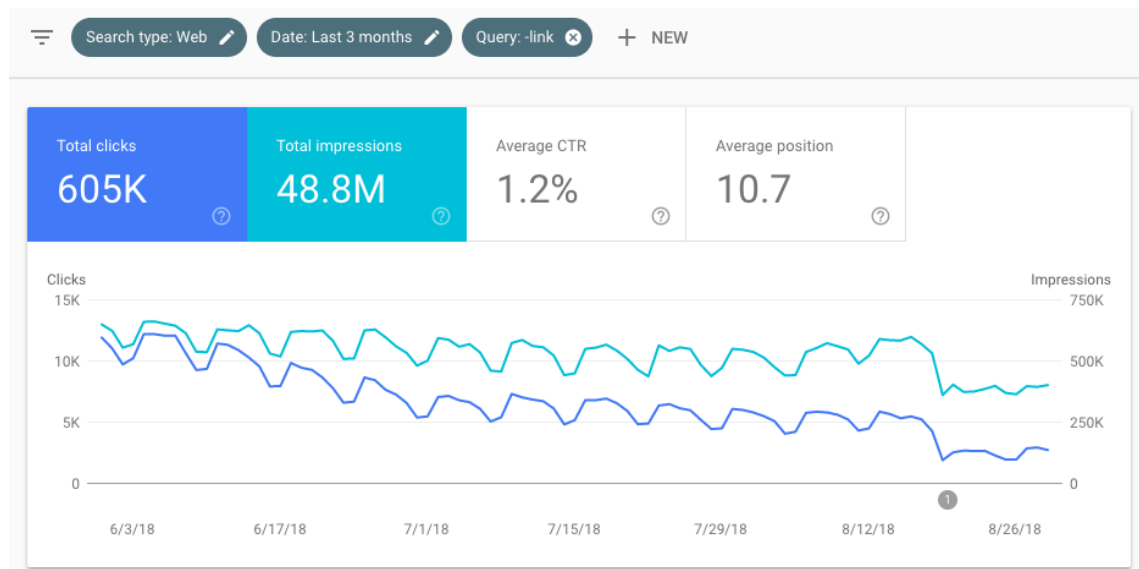 Search type: Web Date: Last 3 months Query: -link NEW
Total clicks Total impressions Average CTR Average position
605K 48.8M 1.2% 10.7
Clicks Impressions
15K 750K
10K 500K
5K 250K
0 0
1
6/3/18 6/17/18 7/1/18 7/15/18 7/29/18 8/12/18 8/26/18